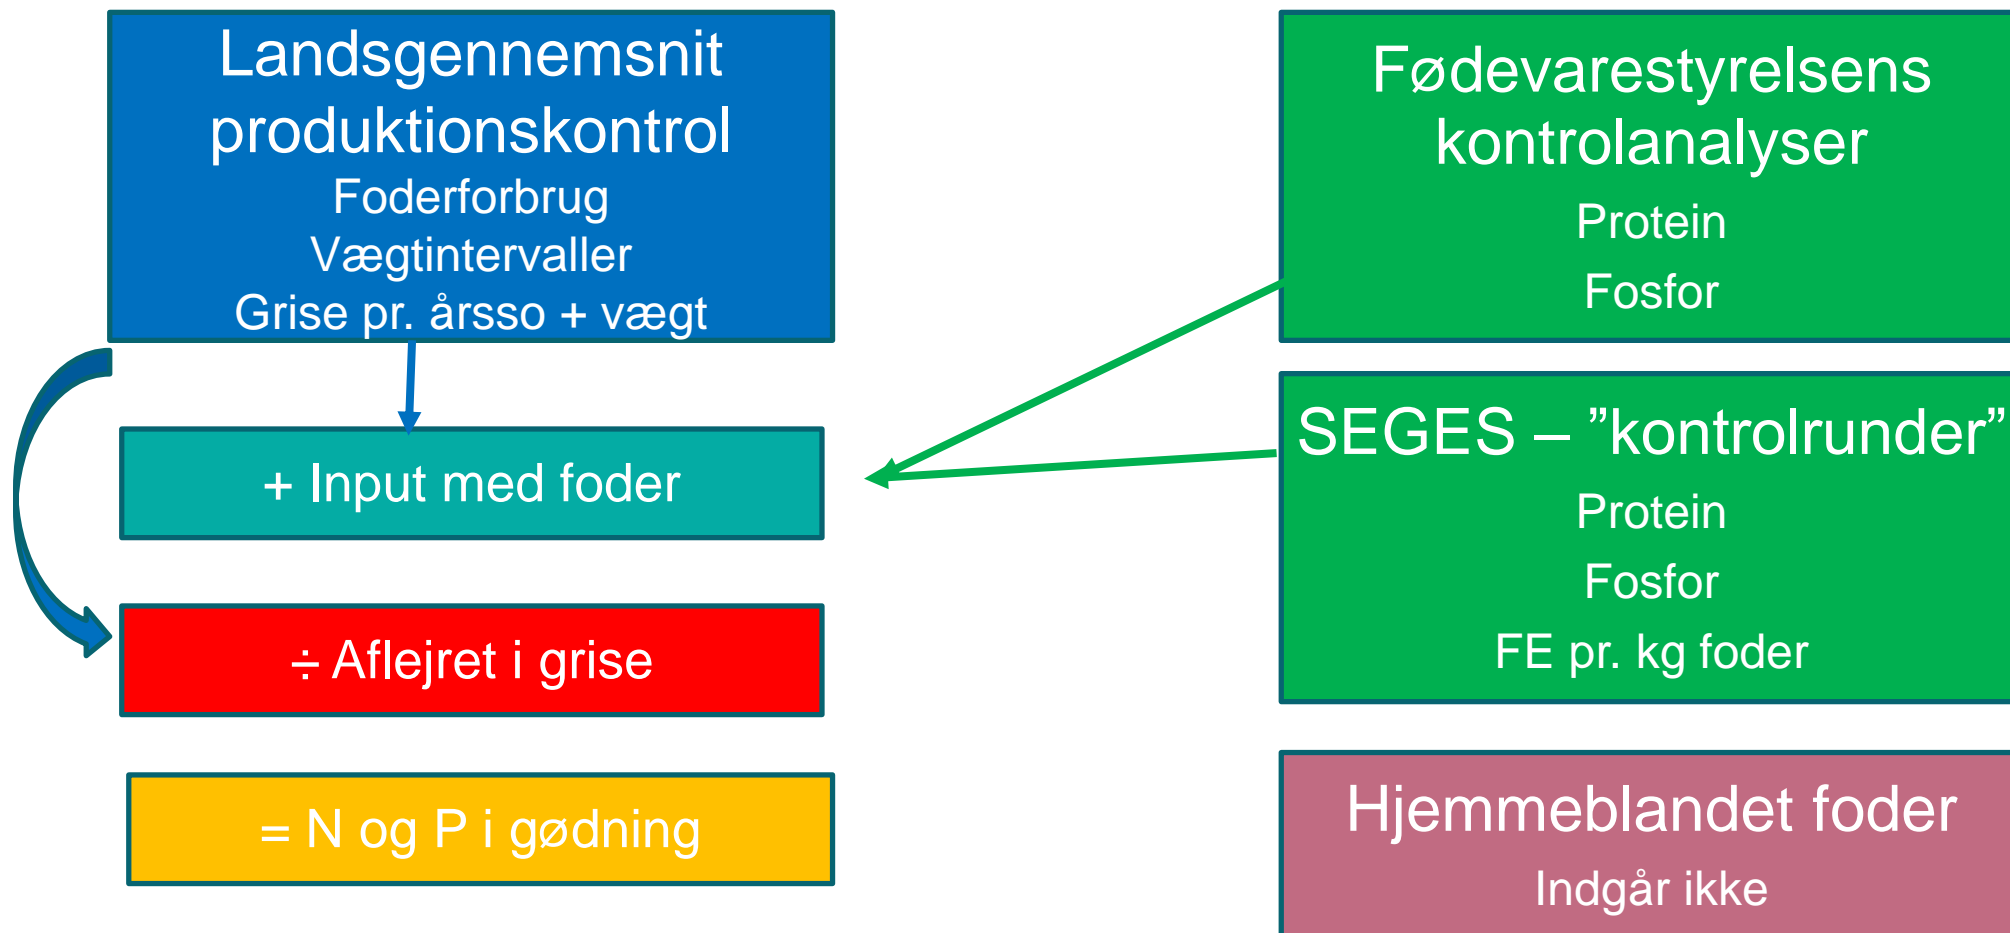 Landsgennemsnit
produktionskontrol
Foderforbrug
Vægtintervaller
Grise pr. årsso + vægt
+ Input med foder
÷ Aflejret i grise
= N og P i gødning
Fødevarestyrelsens
kontrolanalyser
Protein
Fosfor
SEGES – ”kontrolrunder”
Protein
Fosfor
FE pr. kg foder
Hjemmeblandet foder
Indgår ikke